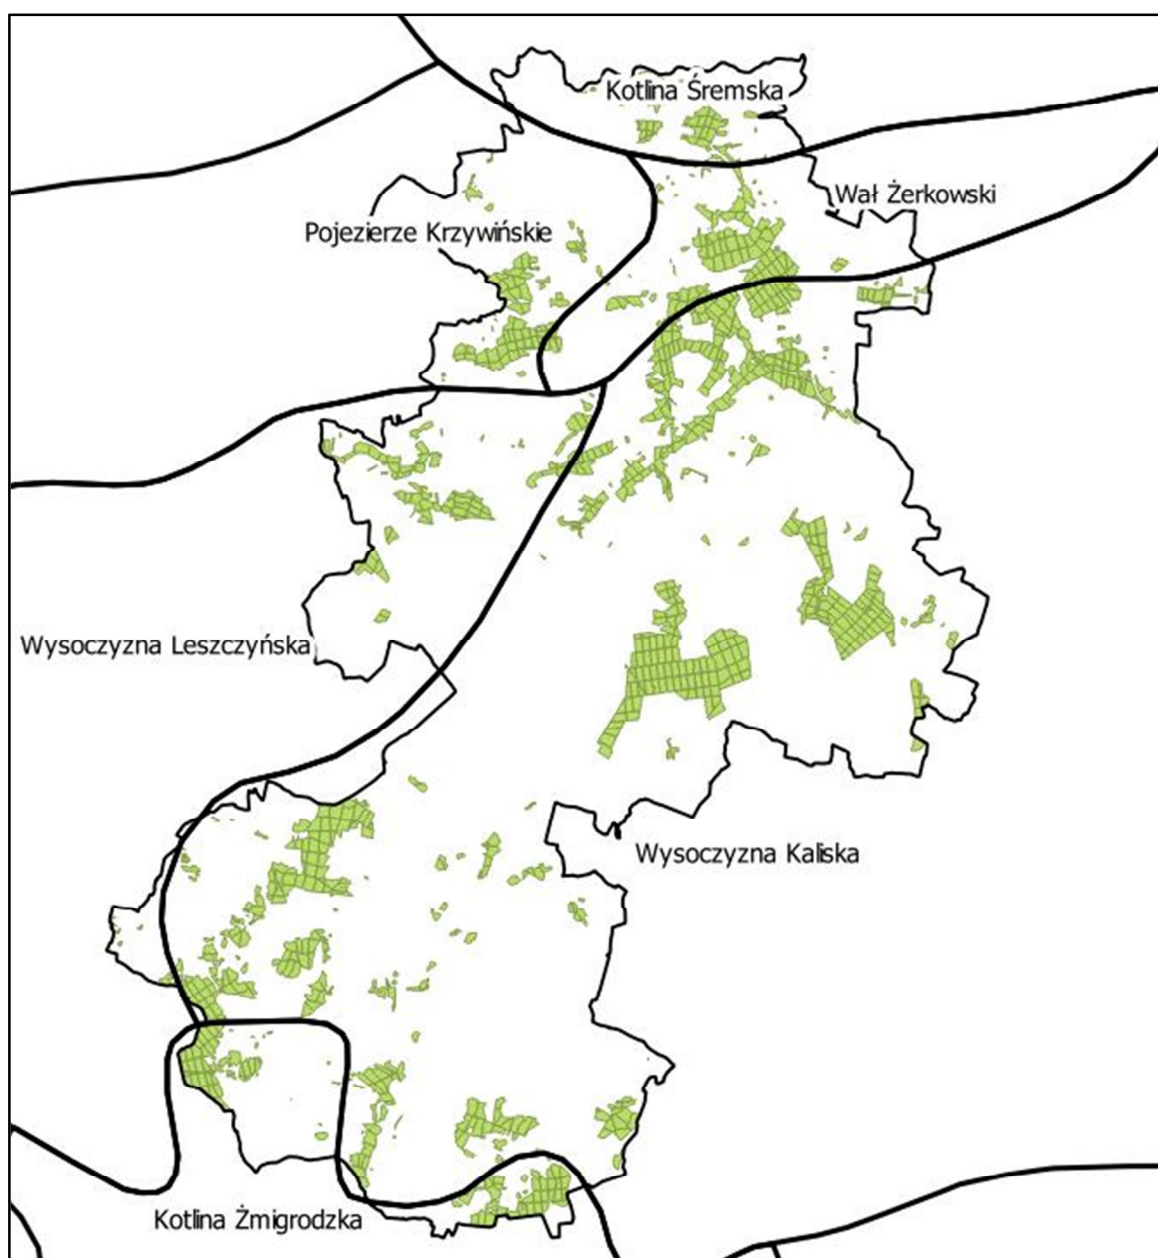 Kotlina Śremska
Wał Żerkowski
Pojezierze Krzywińskie
Wysoczyzna Leszczyńska
Wysoczyzna Kaliska
Kotlina Żmigrodzka